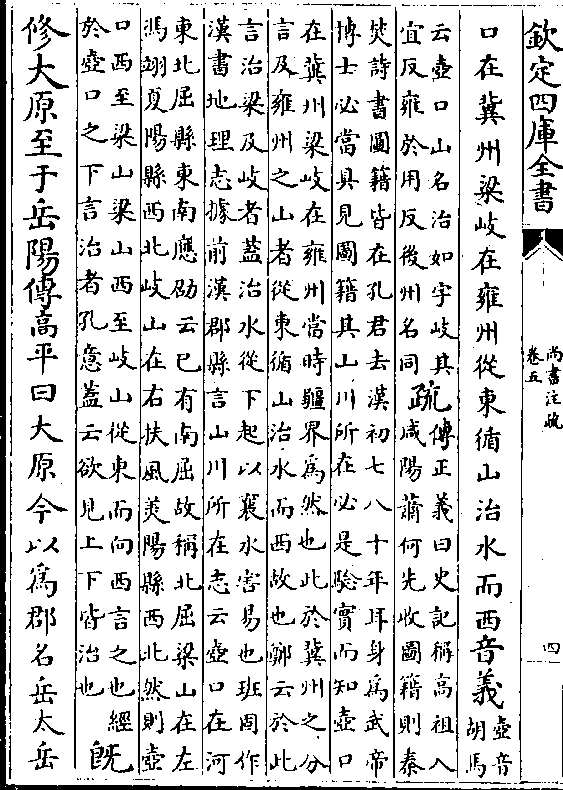 欽定四庫全書
尚書注疏
卷五
四
口在冀州梁岐在雍州從東循山治水而西音義壺音
胡馬
云壺口山名治如字岐其
宜反雍於用反後州名同
疏
傳正義曰史記稱高祖入
咸陽蕭何先收圖籍則秦
焚詩書圖籍皆在孔君去漢初七八十年耳身為武帝
博士必當具見圖籍其山川所在必是驗實而知壺口
在冀州梁岐在雍州當時疆界為然也此於冀州之分
言及雍州之山者從東循山治水而西故也鄭云於此
言治梁及岐者蓋治水從下起以襄水害易也班固作
漢書地理志據前漢郡縣言山川所在志云壺口在河
東北屈縣東南應劭云已有南屈故稱北屈梁山在左
馮翊夏陽縣西北岐山在右扶風美陽縣西北然則壺
口西至梁山梁山西至岐山從東而向西言之也經
於壺口之下言治者孔意蓋云欲見上下皆治也
既
修大原至于岳陽傳高平曰大原今以為郡名岳太岳